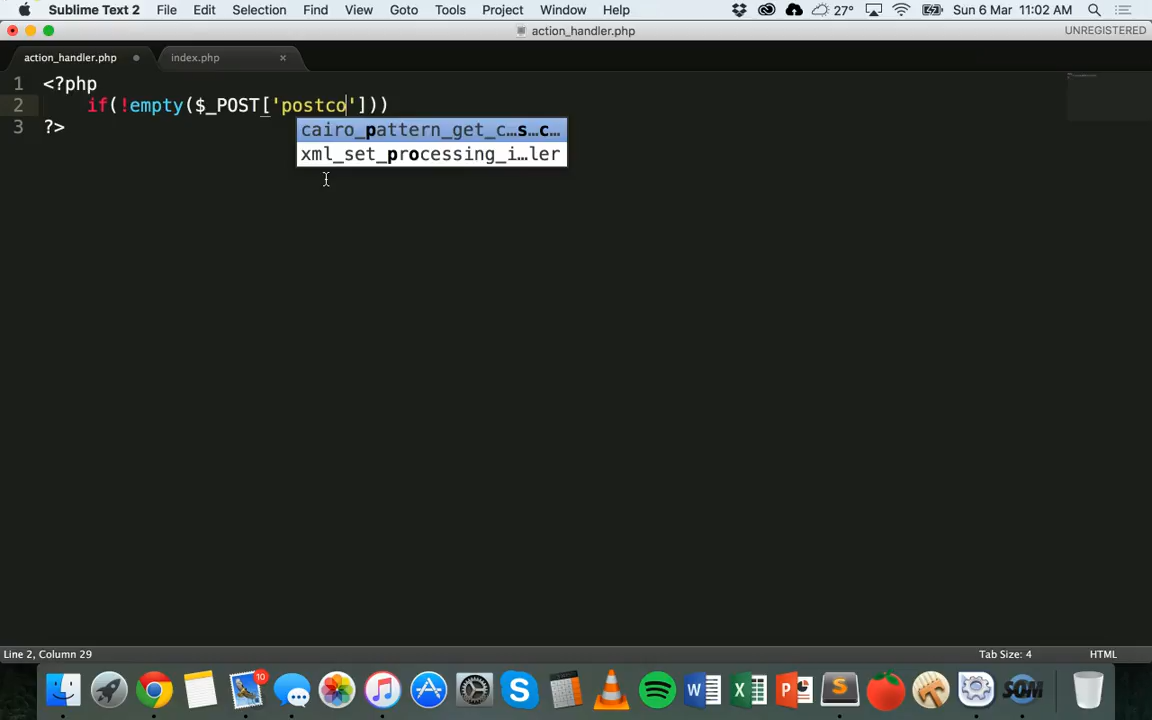 Sublime Text 2 File Edit Selection Find View Goto Tools Project Window Help 27° Sun 6 Mar 11:02 AM
action_handler.php UNREGISTERED
action_handler.php index.php ×
1 <?php
2 if(!empty($_POST['postco']))
3 ?>
cairo_pattern_get_c…s…c…
xml_set_processing_i…ler
Line 2, Column 29 Tab Size: 4 HTML
10
S W X P S SOM